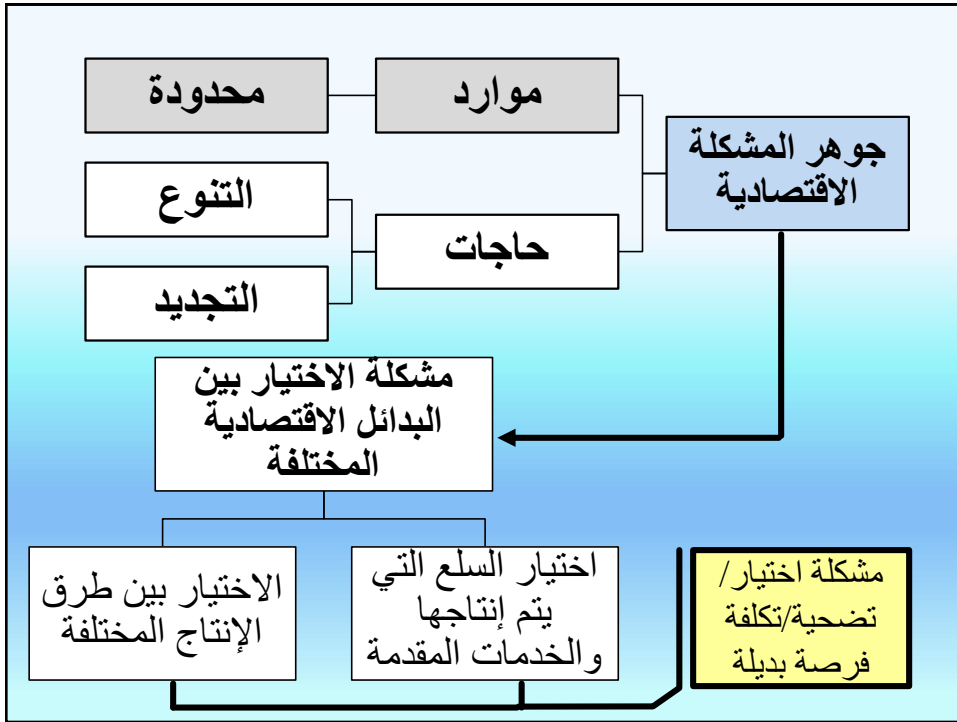 موارد
محدودة
جوهر المشكلة
الاقتصادية
التنوع
حاجات
التجديد
مشكلة الاختيار بين
البدائل الاقتصادية
المختلفة
اختيار السلع التي
يتم إنتاجها
والخدمات المقدمة
الاختيار بين طرق
الإنتاج المختلفة
مشكلة اختيار/
تضحية/تكلفة
فرصة بديلة